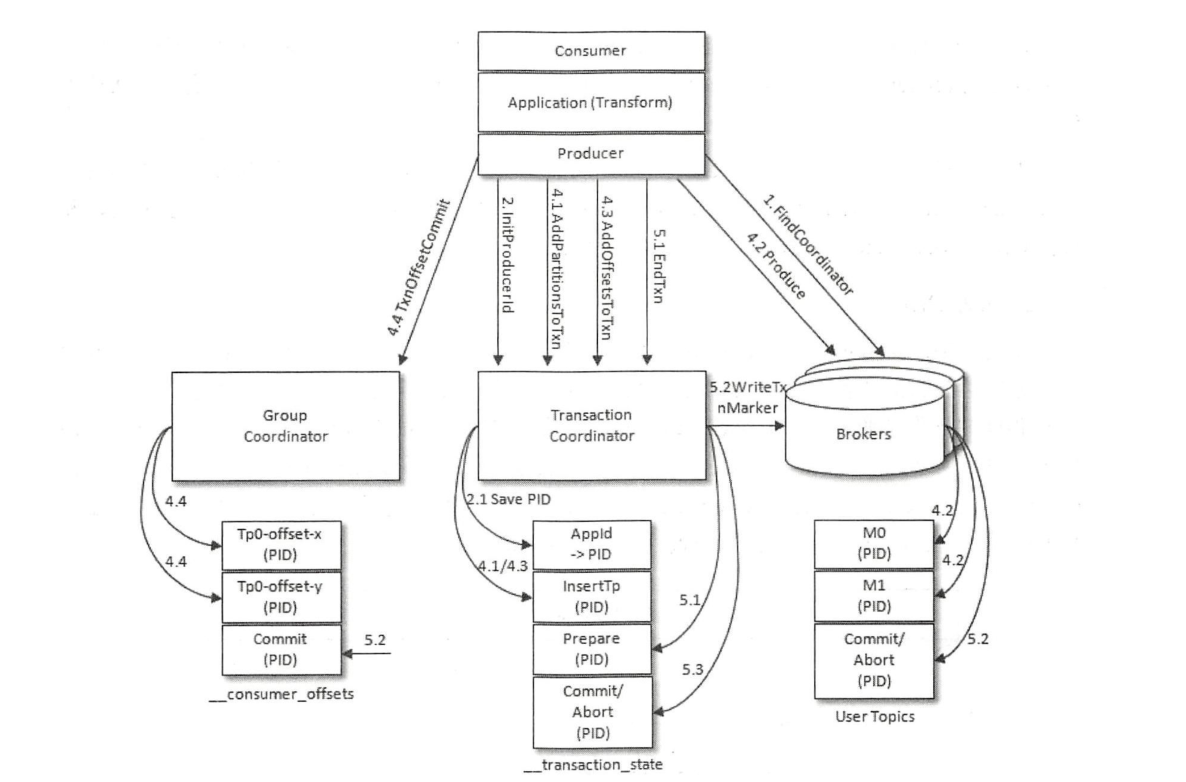 Consumer
Application (Transform)
Producer
4.4 TxnOffsetCommit
2. InitProducerId
4.1 AddPartitionsToTxn
4.3 AddOffsetsToTxn
5.1 EndTxn
4.2 Produce
1. FindCoordinator
Group
Coordinator
Transaction
Coordinator
5.2WriteTx
nMarker
Brokers
4.4
4.4
Tp0-offset-x
(PID)
Tp0-offset-y
(PID)
Commit
(PID)
5.2
__consumer_offsets
2.1 Save PID
4.1/4.3
AppId
-> PID
InsertTp
(PID)
Prepare
(PID)
Commit/
Abort
(PID)
5.1
5.3
__transaction_state
4.2
4.2
5.2
M0
(PID)
M1
(PID)
Commit/
Abort
(PID)
User Topics